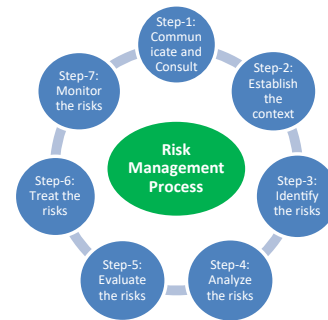 Step-1:
Commun
icate and
Consult
Step-2:
Establish
the
context
Step-3:
Identify
the risks
Step-4:
Analyze
the risks
Step-5:
Evaluate
the risks
Step-6:
Treat the
risks
Step-7:
Monitor
the risks
Risk
Management
Process